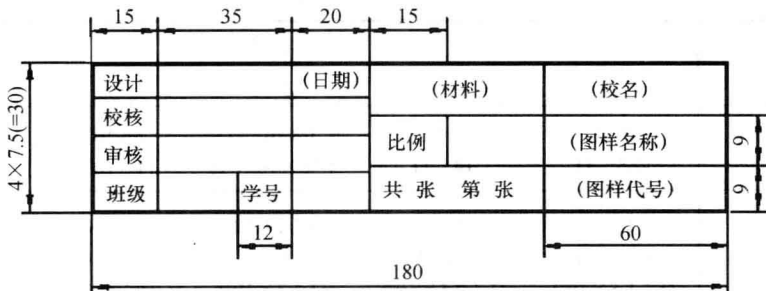 15 35 20 15
设计 (日期) (材料) (校名)
校核
比例 (图样名称) 9
审核
班级 学号 共 张 第 张 (图样代号) 9
4×7.5(=30)
12 60
180